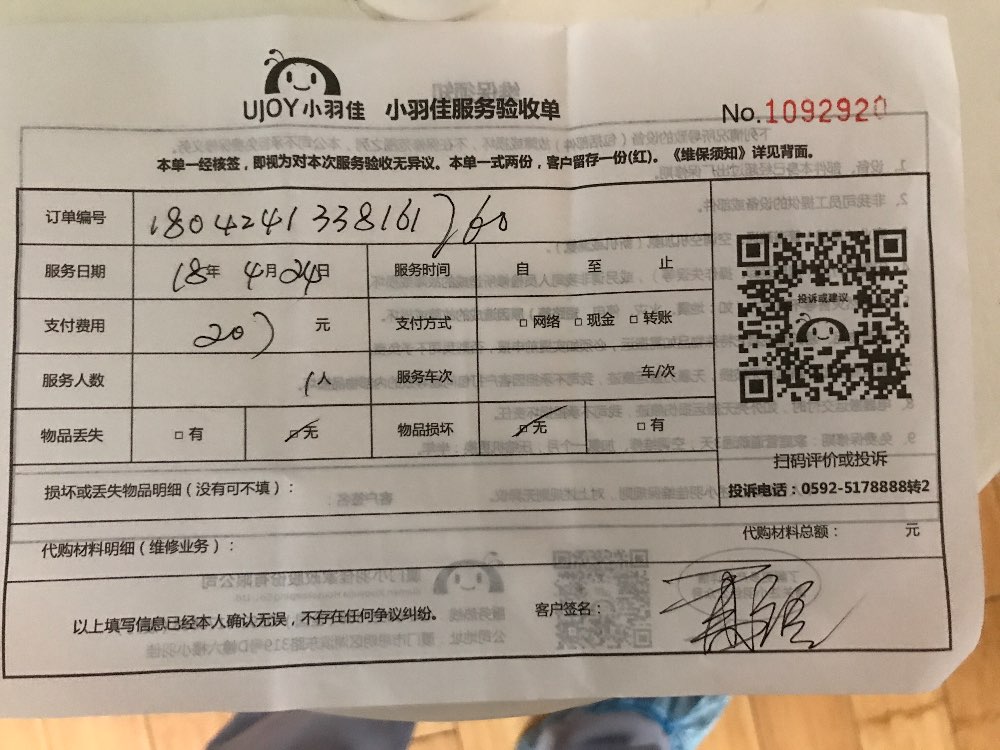 UJOY小羽佳 小羽佳服务验收单
No.1092920
本单一经核签，即视为对本次服务验收无异议。本单一式两份，客户留存一份(红)。《维保须知》详见背面。
订单编号 1804241338161760
服务日期 18年 4月24日 服务时间 自 至 止
支付费用 元 支付方式 □ 网络 □ 现金 □ 转账
服务人数 1人 服务车次 车/次
物品丢失 □ 有 □ 无 物品损坏 □ 无 □ 有
投诉或建议
扫码评价或投诉
投诉电话：0592-5178888转2
损坏或丢失物品明细（没有可不填）：
代购材料明细（维修业务）： 代购材料总额： 元
以上填写信息已经本人确认无误，不存在任何争议纠纷。 客户签名：